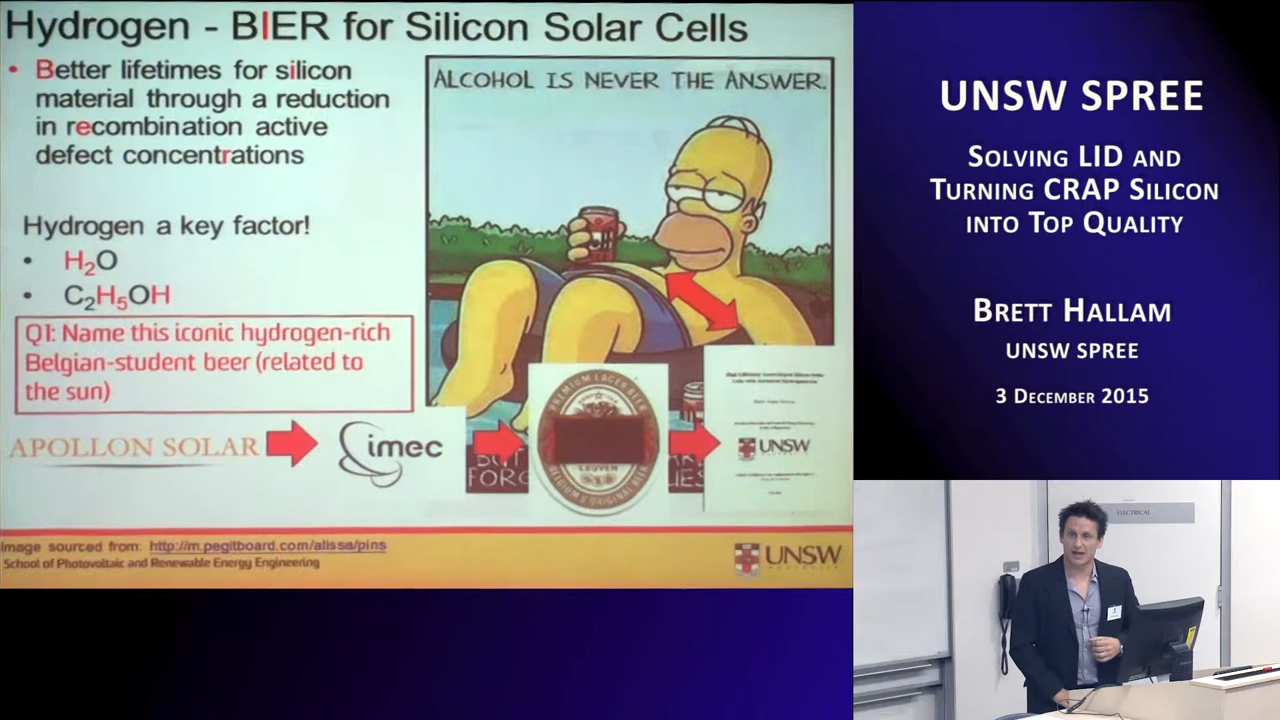 Hydrogen - BIER for Silicon Solar Cells
• Better lifetimes for silicon
material through a reduction
in recombination active
defect concentrations
Hydrogen a key factor!
• H₂O
• C₂H₅OH
Q1: Name this iconic hydrogen-rich
Belgian-student beer (related to
the sun)
ALCOHOL IS NEVER THE ANSWER.
APOLLON SOLAR
imec
BUT
FORG
PREMIUM LAGER BEER
LEUVEN
BELGIUM'S ORIGINAL BEER
UNSW
Image sourced from: http://m.pegitboard.com/alissa/pins
School of Photovoltaic and Renewable Energy Engineering
UNSW
UNSW SPREE
SOLVING LID AND
TURNING CRAP SILICON
INTO TOP QUALITY
BRETT HALLAM
UNSW SPREE
3 DECEMBER 2015
ELECTRICAL